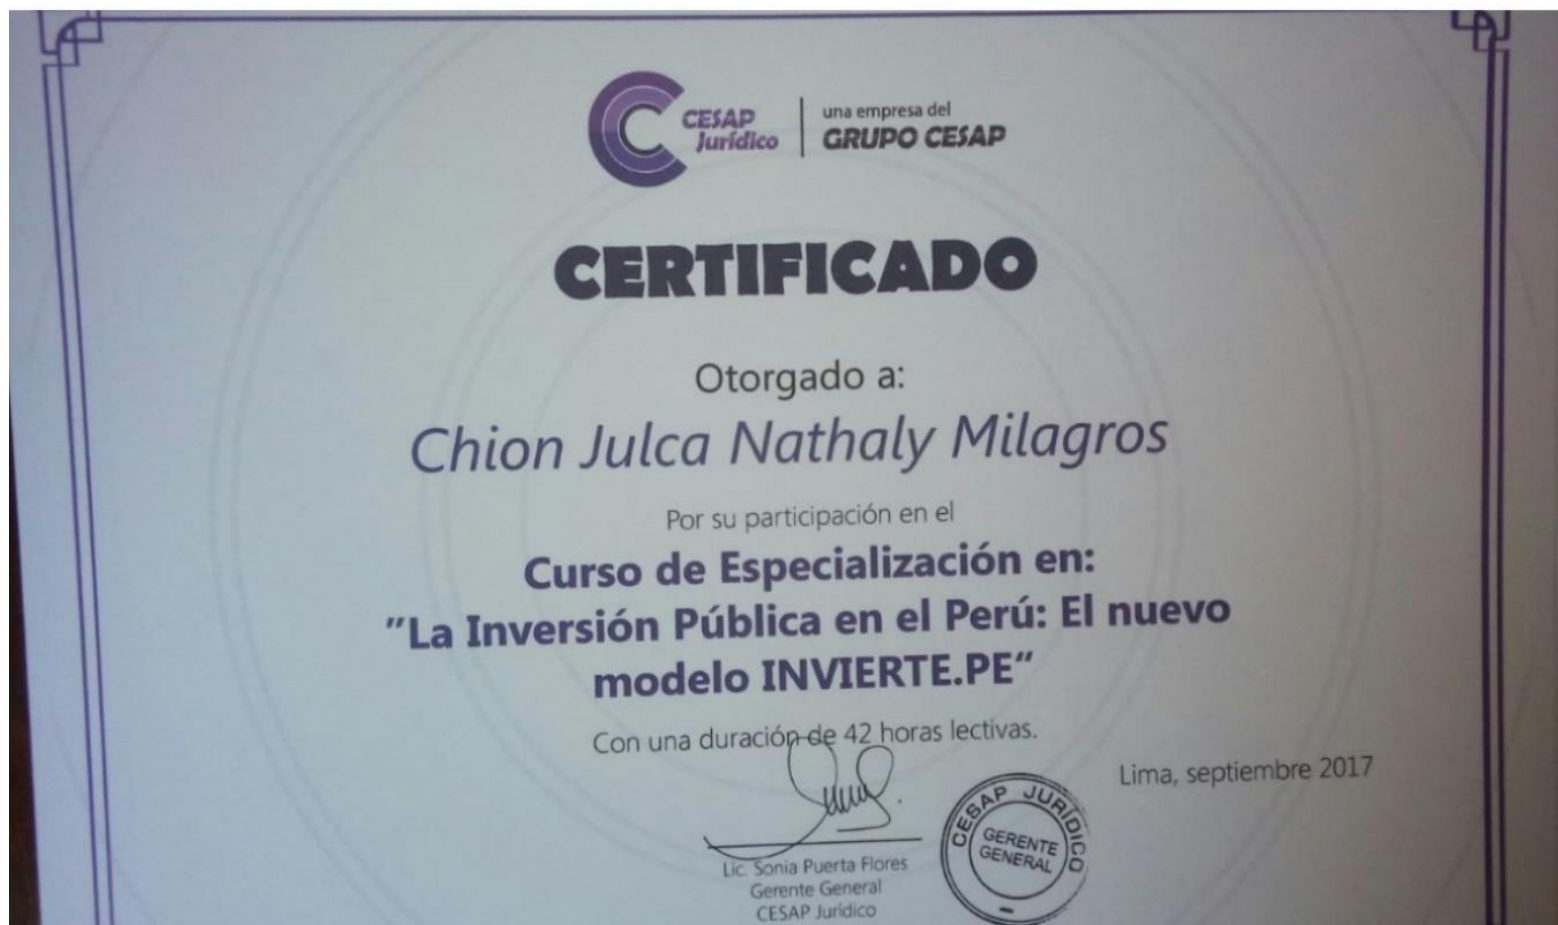 CESAP
Jurídico
una empresa del
GRUPO CESAP
CERTIFICADO
Otorgado a:
Chion Julca Nathaly Milagros
Por su participación en el
Curso de Especialización en:
"La Inversión Pública en el Perú: El nuevo
modelo INVIERTE.PE"
Con una duración de 42 horas lectivas.
Lima, septiembre 2017
Lic. Sonia Puerta Flores
Gerente General
CESAP Jurídico
CESAP JURÍDICO
GERENTE
GENERAL